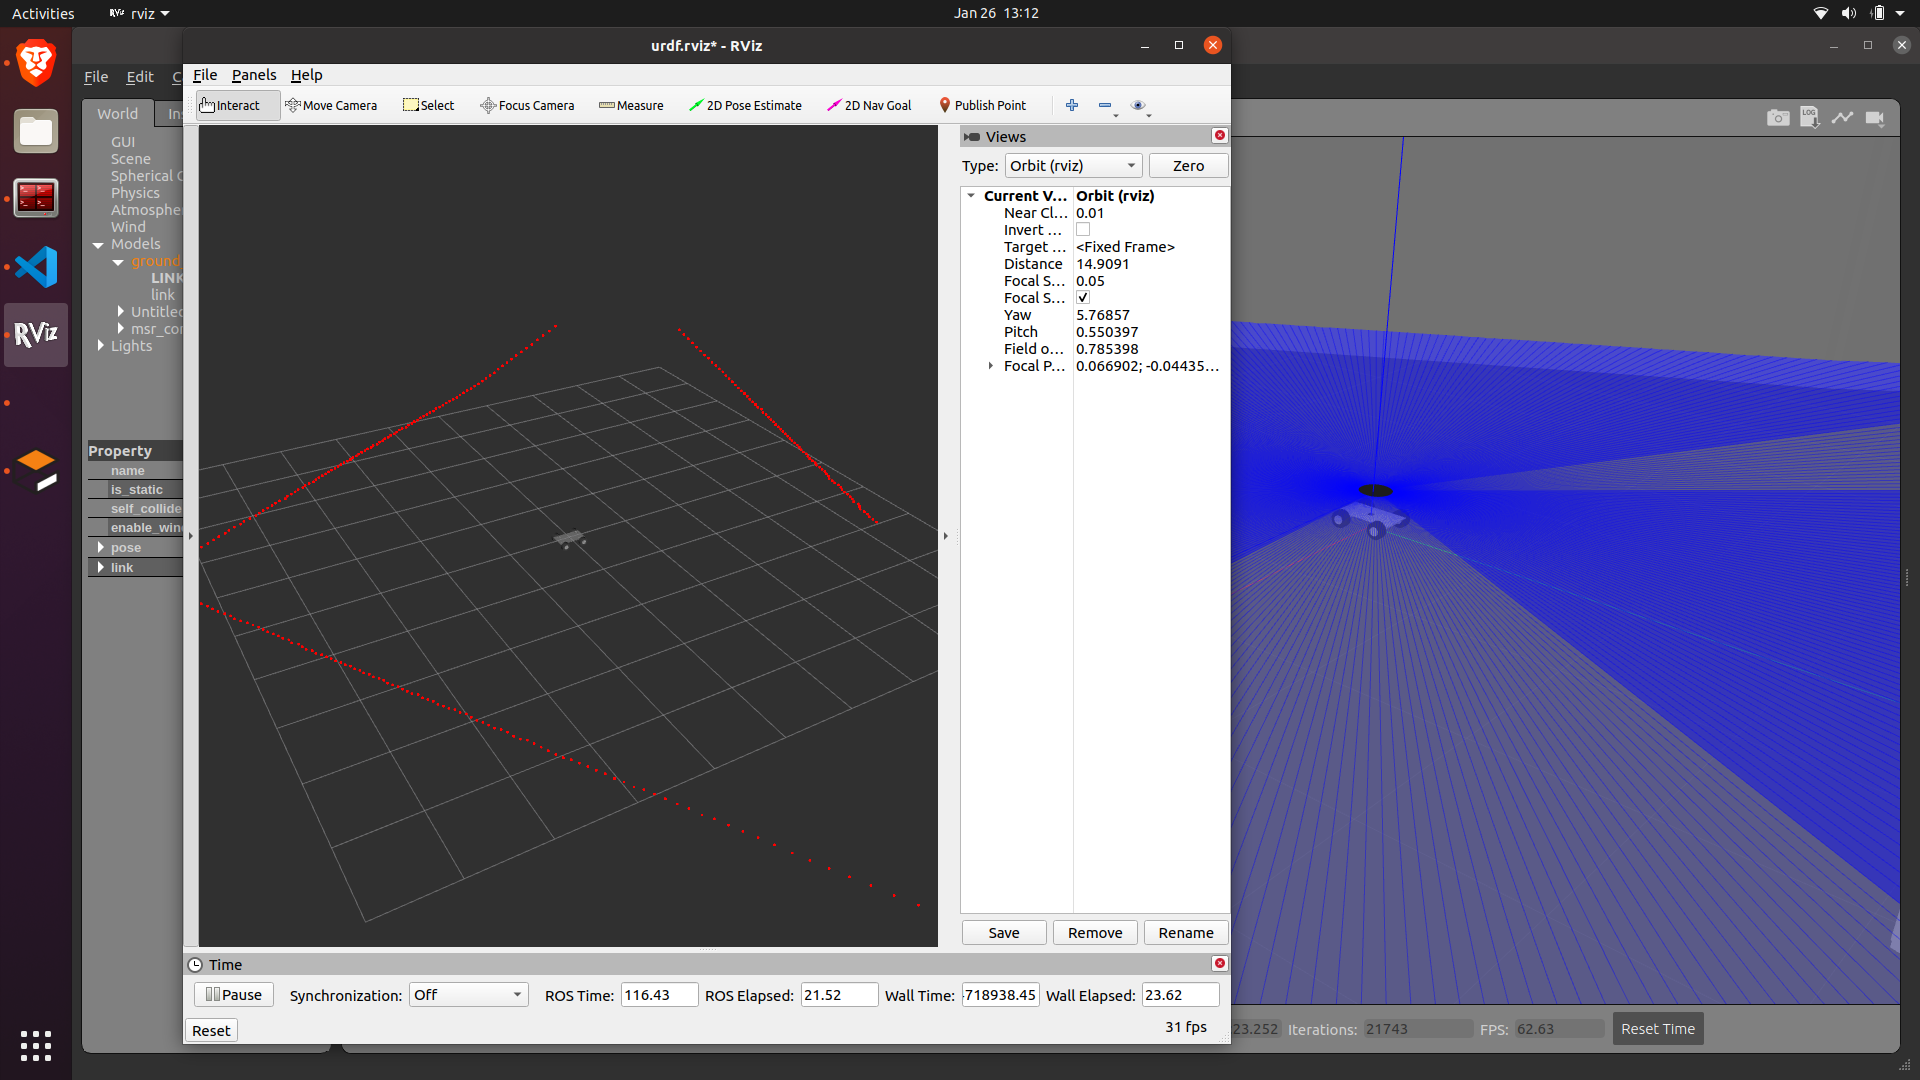 Activities
RViz rviz
Jan 26 13:12
urdf.rviz* - RViz
File Edit C
File Panels Help
Interact Move Camera Select Focus Camera Measure 2D Pose Estimate 2D Nav Goal Publish Point
World In
LOG
GUI
Scene
Spherical C
Physics
Atmosphe
Wind
Models
ground
LINK
link
Untitled
msr_cor
Lights
RViz
Property
name
is_static
self_collide
enable_wind
pose
link
Views
Type: Orbit (rviz) Zero
Current V... Orbit (rviz)
Near Cl... 0.01
Invert ...
Target ... <Fixed Frame>
Distance 14.9091
Focal S... 0.05
Focal S...
Yaw 5.76857
Pitch 0.550397
Field o... 0.785398
Focal P... 0.066902; -0.04435...
Save Remove Rename
Time
Pause Synchronization: Off ROS Time: 116.43 ROS Elapsed: 21.52 Wall Time: 718938.45 Wall Elapsed: 23.62
Reset 31 fps
23.252 Iterations: 21743 FPS: 62.63 Reset Time